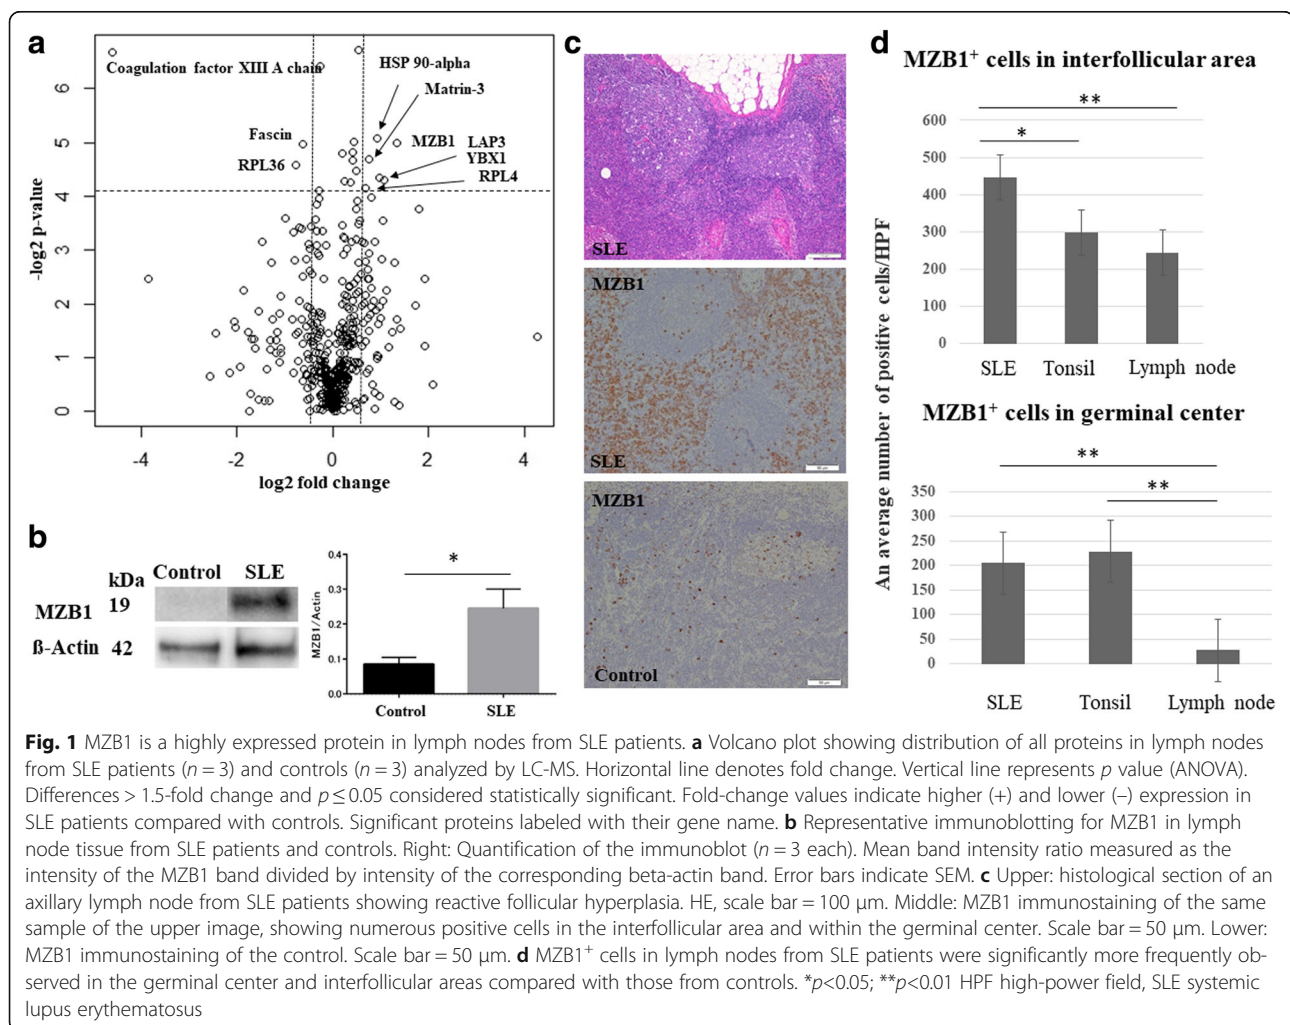 a
Coagulation factor XIII A chain
HSP 90-alpha
Matrin-3
Fascin
MZB1
LAP3
RPL36
YBX1
RPL4
-log2 p-value
6
5
4
3
2
1
0
-4
-2
0
2
4
log2 fold change
b
Control
SLE
kDa
MZB1
19
ß-Actin
42
MZB1/Actin
0.4
0.3
0.2
0.1
0.0
*
Control
SLE
c
SLE
MZB1
SLE
MZB1
Control
d
MZB1+ cells in interfollicular area
**
*
600
500
400
300
200
100
0
SLE
Tonsil
Lymph node
An average number of positive cells/HPF
MZB1+ cells in germinal center
**
**
350
300
250
200
150
100
50
0
SLE
Tonsil
Lymph node
Fig. 1 MZB1 is a highly expressed protein in lymph nodes from SLE patients. a Volcano plot showing distribution of all proteins in lymph nodes
from SLE patients (n = 3) and controls (n = 3) analyzed by LC-MS. Horizontal line denotes fold change. Vertical line represents p value (ANOVA).
Differences > 1.5-fold change and p ≤ 0.05 considered statistically significant. Fold-change values indicate higher (+) and lower (–) expression in
SLE patients compared with controls. Significant proteins labeled with their gene name. b Representative immunoblotting for MZB1 in lymph
node tissue from SLE patients and controls. Right: Quantification of the immunoblot (n = 3 each). Mean band intensity ratio measured as the
intensity of the MZB1 band divided by intensity of the corresponding beta-actin band. Error bars indicate SEM. c Upper: histological section of an
axillary lymph node from SLE patients showing reactive follicular hyperplasia. HE, scale bar = 100 μm. Middle: MZB1 immunostaining of the same
sample of the upper image, showing numerous positive cells in the interfollicular area and within the germinal center. Scale bar = 50 μm. Lower:
MZB1 immunostaining of the control. Scale bar = 50 μm. d MZB1+ cells in lymph nodes from SLE patients were significantly more frequently ob-
served in the germinal center and interfollicular areas compared with those from controls. *p<0.05; **p<0.01 HPF high-power field, SLE systemic
lupus erythematosus